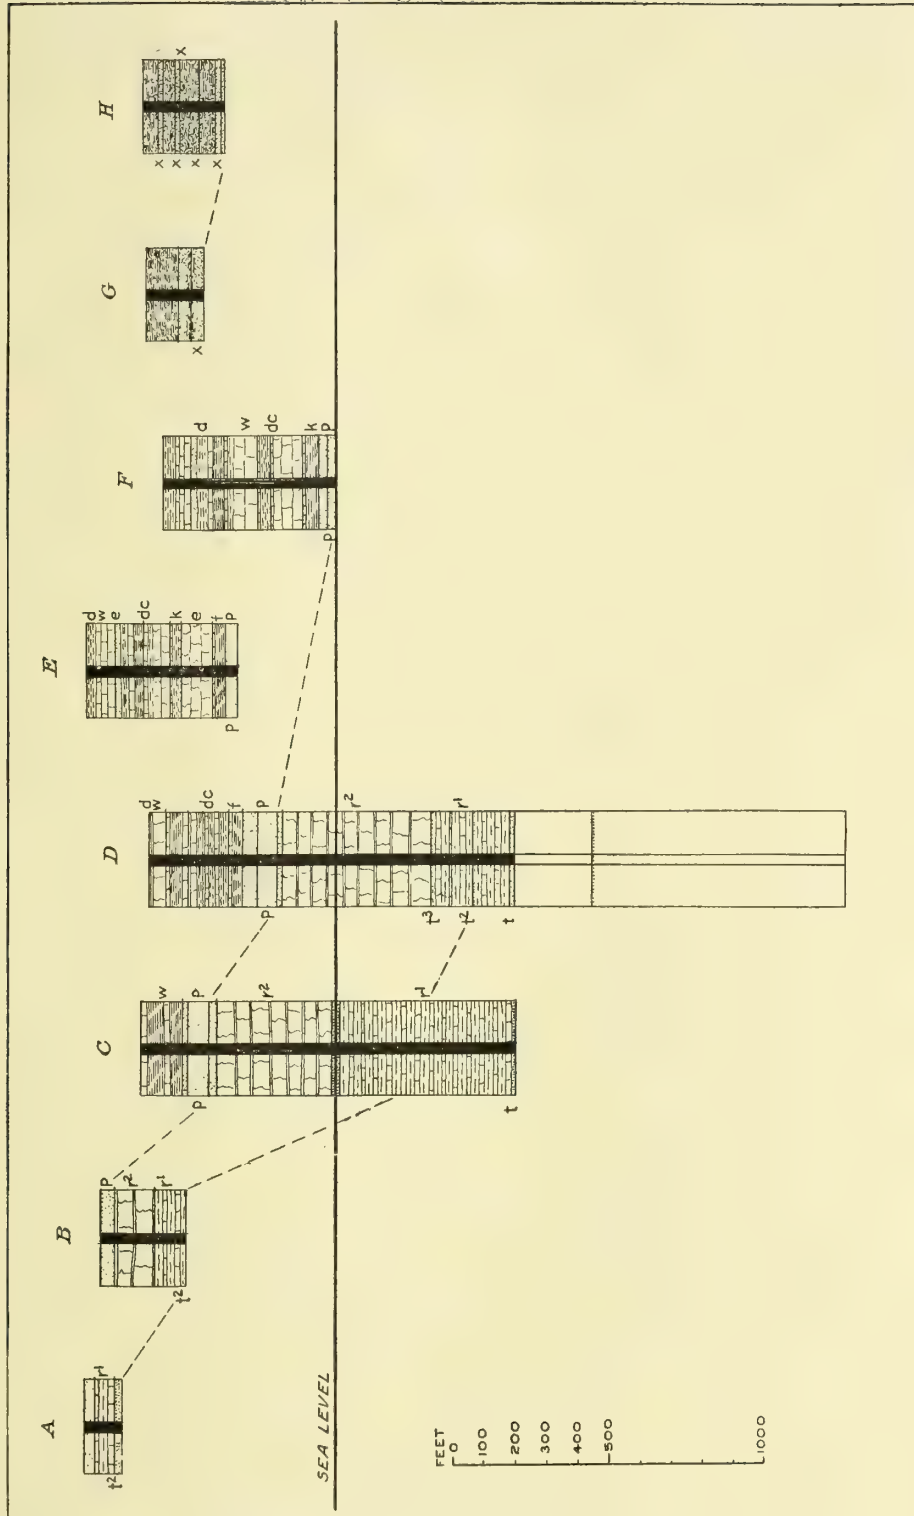 A
r¹
t²
B
p
r²
r¹
t²
C
w
p
r²
r¹
p
t
D
d
w
dc
f
p
r²
r¹
p
t³
t²
t
E
d
w
e
dc
k
e
f
p
p
F
d
w
dc
k
p
p
G
x
H
x
x
x
x
x
SEA LEVEL
FEET
0
100
200
300
400
500
1000